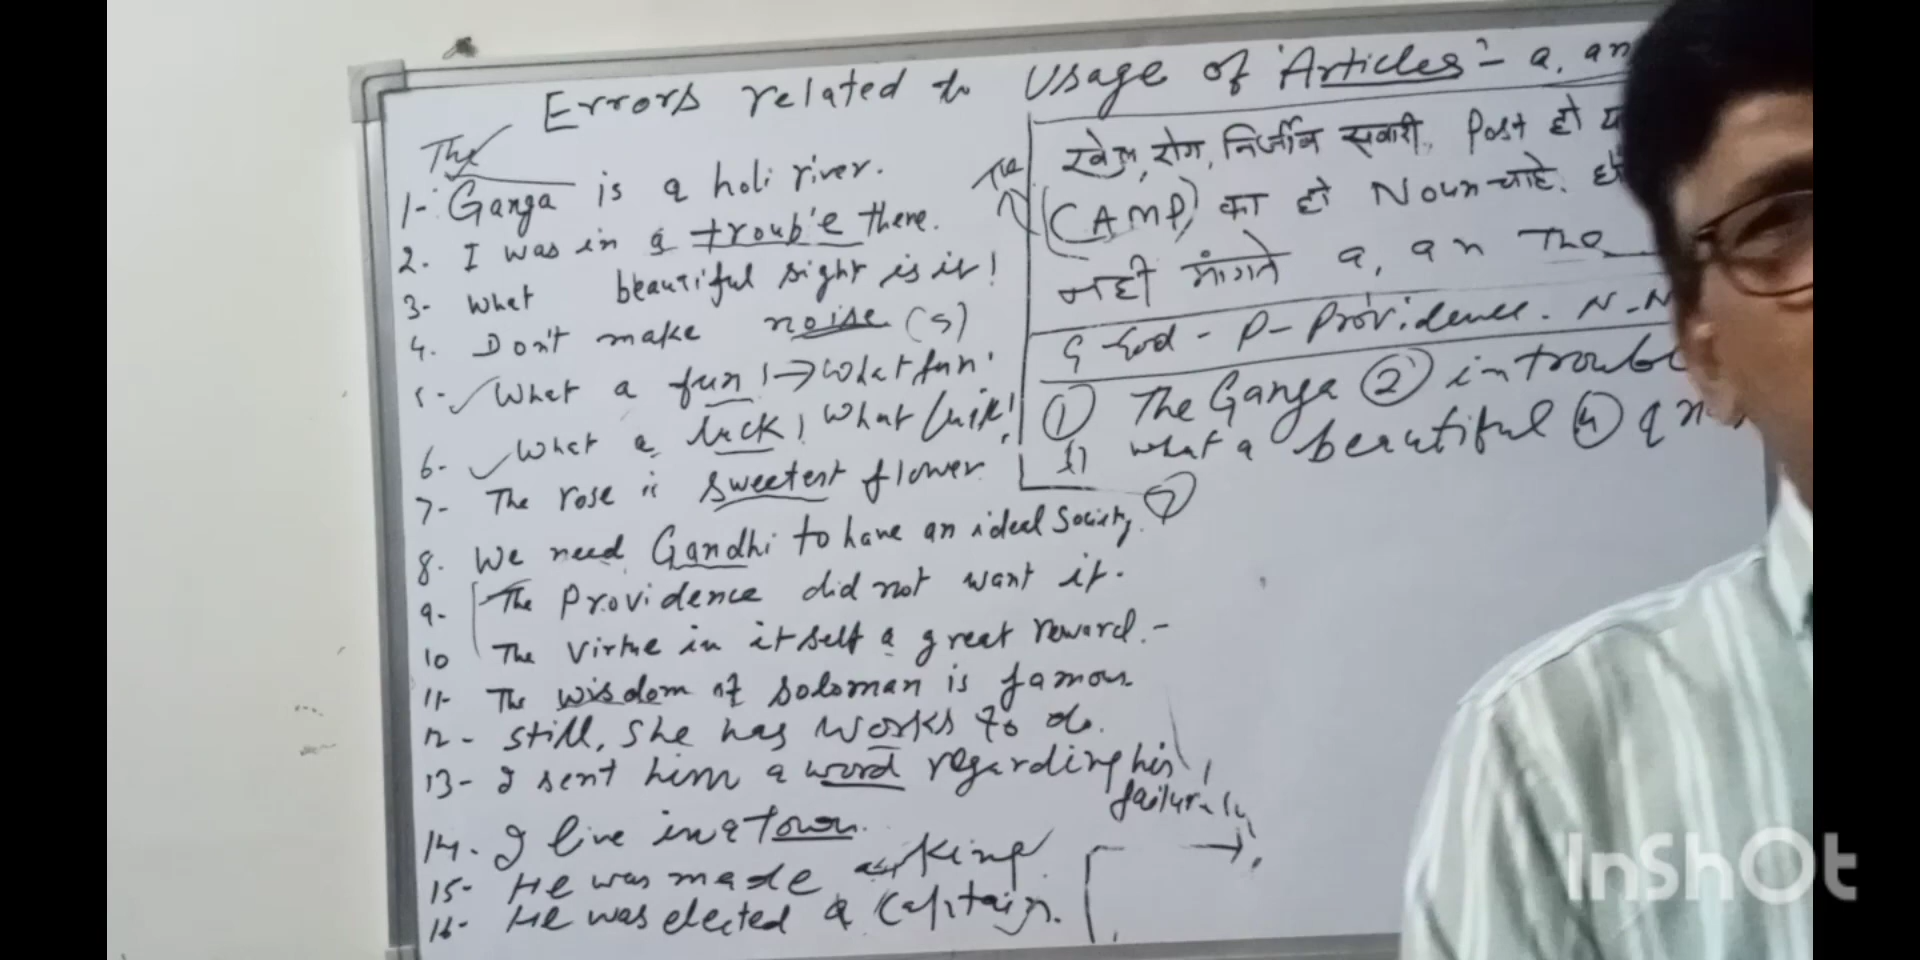 Errors related to Usage of Articles - a, an
The
1- Ganga is a holi river.
2. I was in a trouble there.
3- What beautiful sight is it!
4. Don't make noise (s)
5- What a fun! → What fun!
6- What a luck! What luck!
7- The rose is sweetest flower.
8. We need Gandhi to have an ideal society.
9- The Providence did not want it.
10 The Virtue in itself a great reward.-
11- The wisdom of Soloman is famous
12- Still, She has works to do.
13- I sent him a word regarding his
failure
14. I live in a town.
15- He was made king.
16- He was elected a Captain.
खेल, रोग, निर्जीव सवारी, Post हो
The
(CAMP) का हो Noun चाहे
नही मांगते a, an The
G God - P- Providence. N-N
① The Ganga ② in trouble
3) What a beautiful ④ a
⑦
InShOt